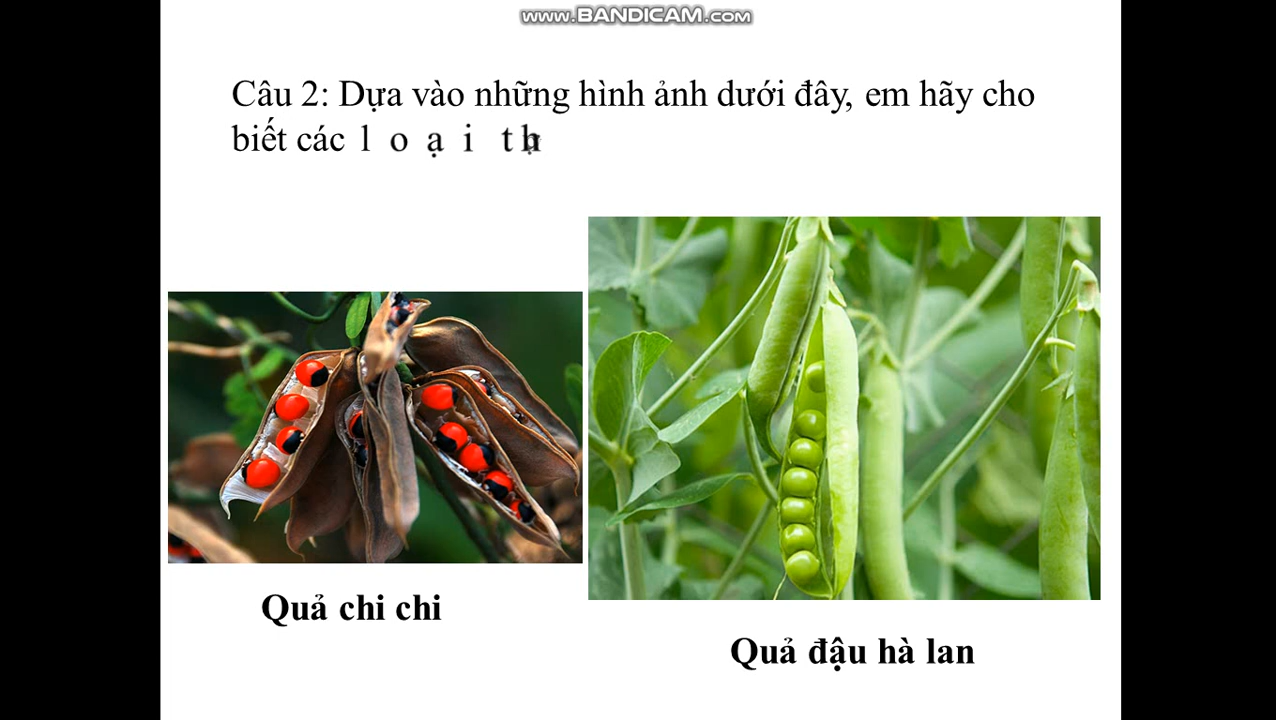 www.BANDICAM.com
Câu 2: Dựa vào những hình ảnh dưới đây, em hãy cho
biết các loại
Quả chi chi
Quả đậu hà lan